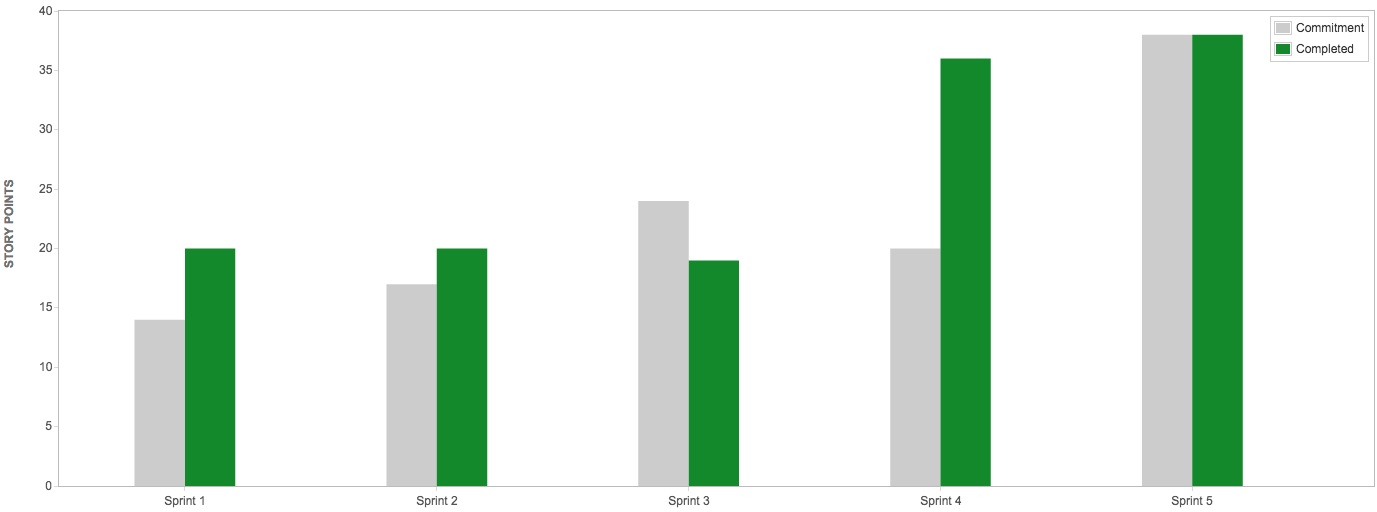 STORY POINTS
40
35
30
25
20
15
10
5
0
Commitment
Completed
Sprint 1
Sprint 2
Sprint 3
Sprint 4
Sprint 5